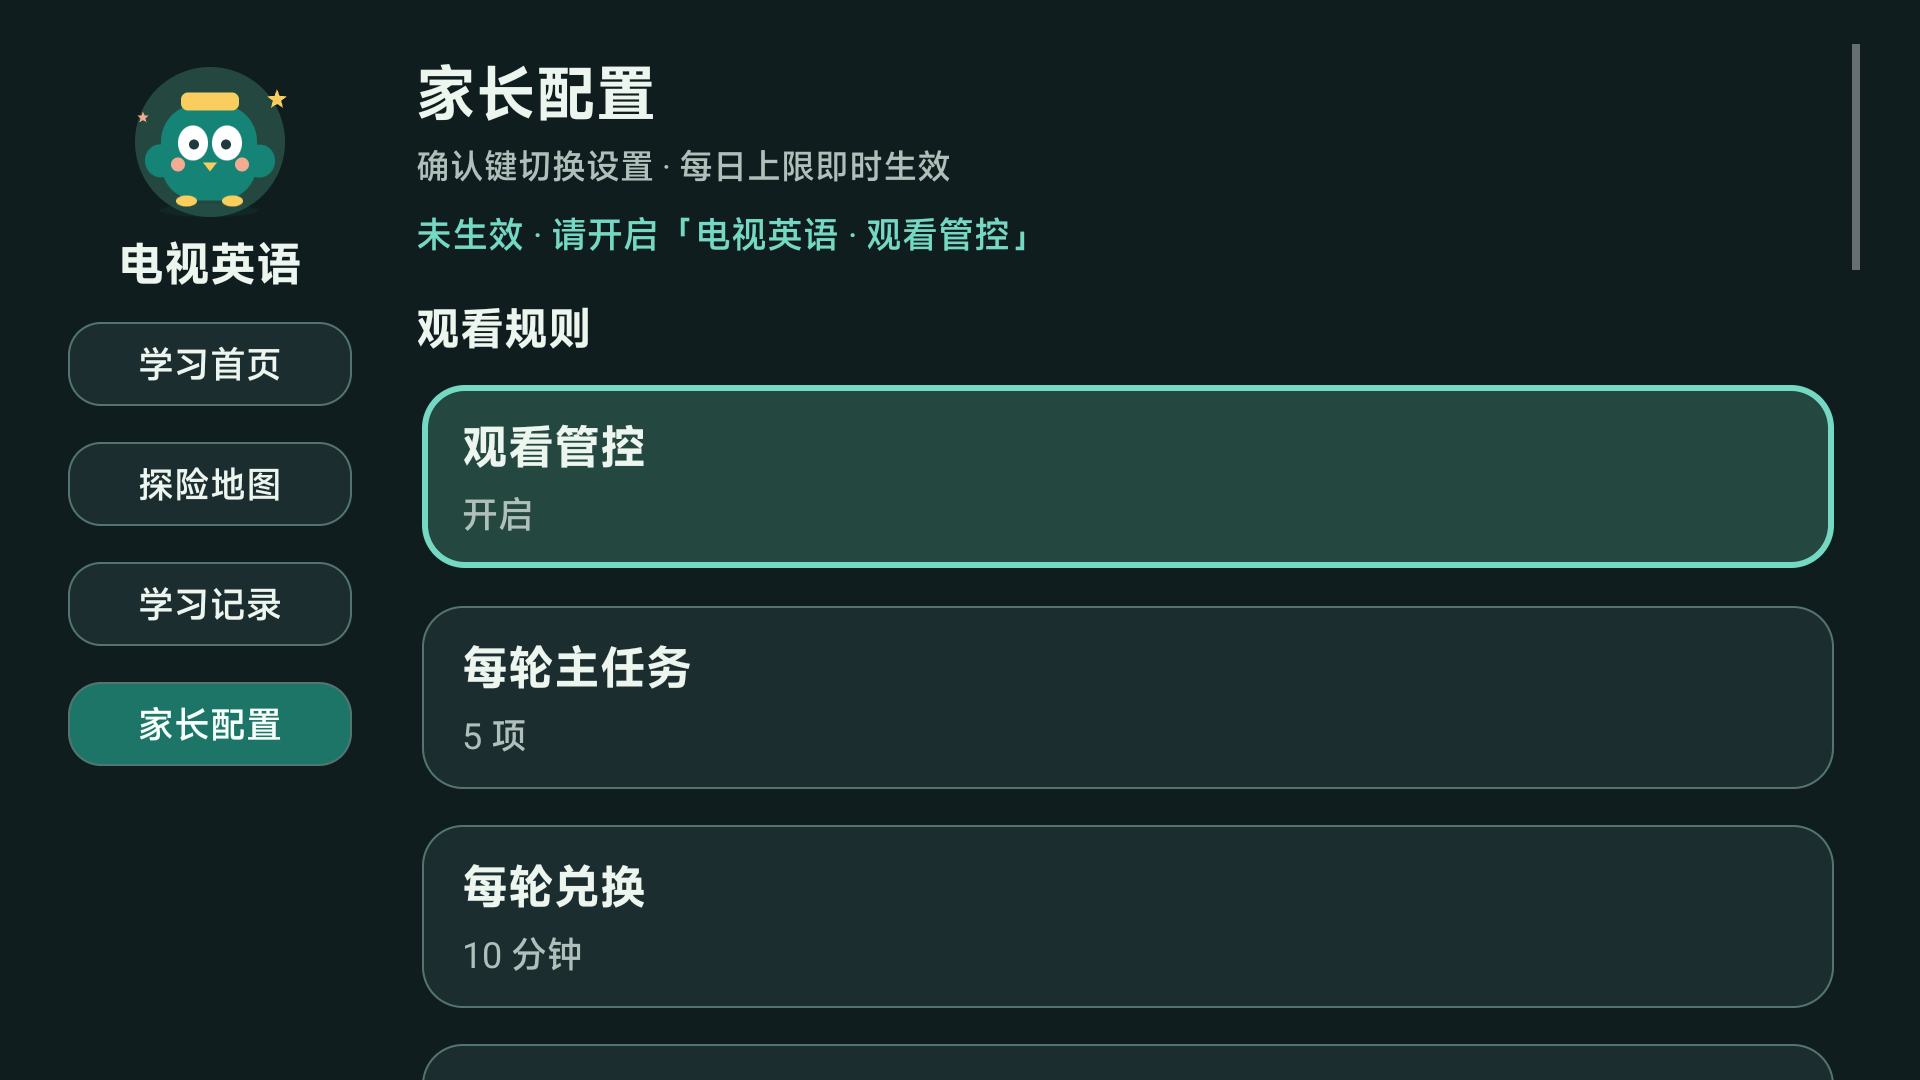 电视英语
学习首页
探险地图
学习记录
家长配置
家长配置
确认键切换设置 · 每日上限即时生效
未生效 · 请开启「电视英语 · 观看管控」
观看规则
观看管控
开启
每轮主任务
5 项
每轮兑换
10 分钟